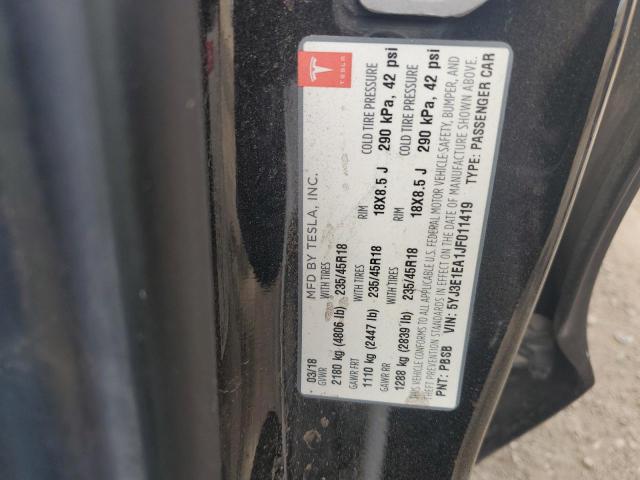 TESLA
03/18 MFD BY TESLA, INC.
GVWR WITH TIRES RIM COLD TIRE PRESSURE
2180 kg (4806 lb) 235/45R18 18X8.5 J 290 kPa, 42 psi
GAWR FRT WITH TIRES RIM COLD TIRE PRESSURE
1110 kg (2447 lb) 235/45R18 18X8.5 J 290 kPa, 42 psi
GAWR RR
1288 kg (2839 lb) 235/45R18
THIS VEHICLE CONFORMS TO ALL APPLICABLE U.S. FEDERAL MOTOR VEHICLE SAFETY, BUMPER, AND
THEFT PREVENTION STANDARDS IN EFFECT ON THE DATE OF MANUFACTURE SHOWN ABOVE.
PNT: PBSB VIN: 5YJ3E1EA1JF011419 TYPE: PASSENGER CAR